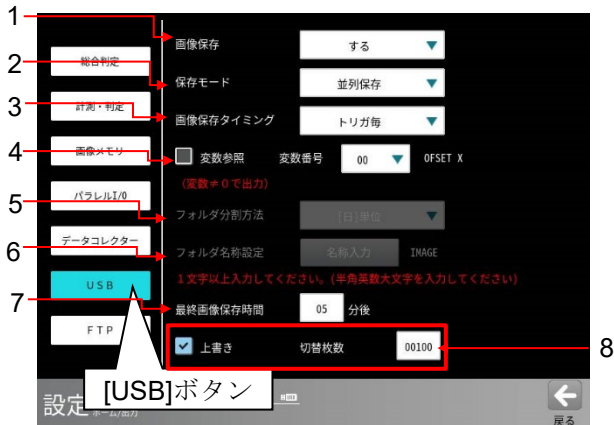 1
画像保存 する
総合判定
2
保存モード 並列保存
3
計測・判定
画像保存タイミング トリガ毎
4
画像メモリ
変数参照 変数番号 00 OFSET X
(変数≠0で出力)
5
パラレルI/O
フォルダ分割方法 [日]単位
6
データコレクター
フォルダ名称設定 名称入力 IMAGE
1文字以上入力してください。(半角英数大文字を入力してください)
7
USB
最終画像保存時間 05 分後
FTP
上書き 切替枚数 00100
8
[USB]ボタン
設定 ホーム/出力
戻る